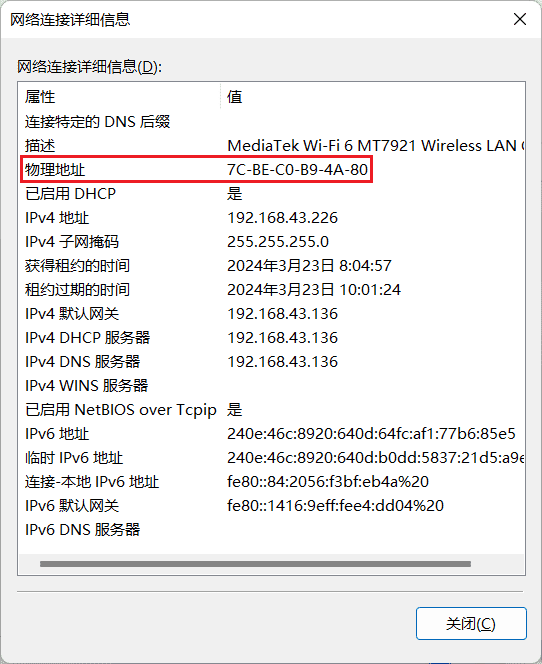 网络连接详细信息
网络连接详细信息(D):
属性 值
连接特定的 DNS 后缀
描述 MediaTek Wi-Fi 6 MT7921 Wireless LAN
物理地址 7C-BE-C0-B9-4A-80
已启用 DHCP 是
IPv4 地址 192.168.43.226
IPv4 子网掩码 255.255.255.0
获得租约的时间 2024年3月23日 8:04:57
租约过期的时间 2024年3月23日 10:01:24
IPv4 默认网关 192.168.43.136
IPv4 DHCP 服务器 192.168.43.136
IPv4 DNS 服务器 192.168.43.136
IPv4 WINS 服务器
已启用 NetBIOS over Tcpip 是
IPv6 地址 240e:46c:8920:640d:64fc:af1:77b6:85e5
临时 IPv6 地址 240e:46c:8920:640d:b0dd:5837:21d5:a9e
连接-本地 IPv6 地址 fe80::84:2056:f3bf:eb4a%20
IPv6 默认网关 fe80::1416:9eff:fee4:dd04%20
IPv6 DNS 服务器
关闭(C)